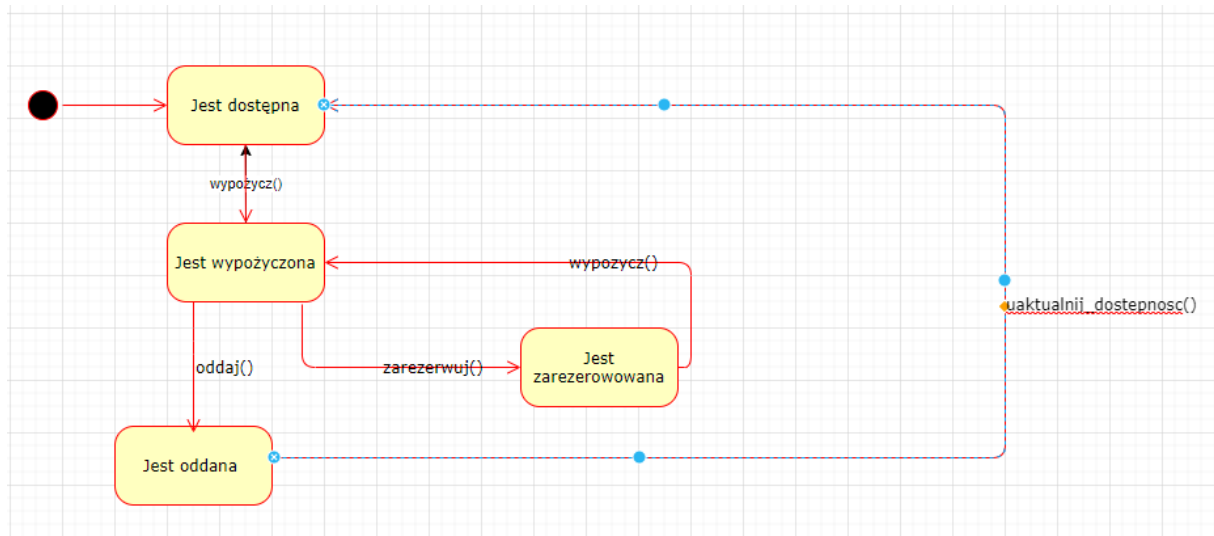 Jest dostępna
wypożycz()
Jest wypożyczona
wypozycz()
uaktualnij_dostepnosc()
oddaj()
zarezerwuj()
Jest
zarezerowowana
Jest oddana